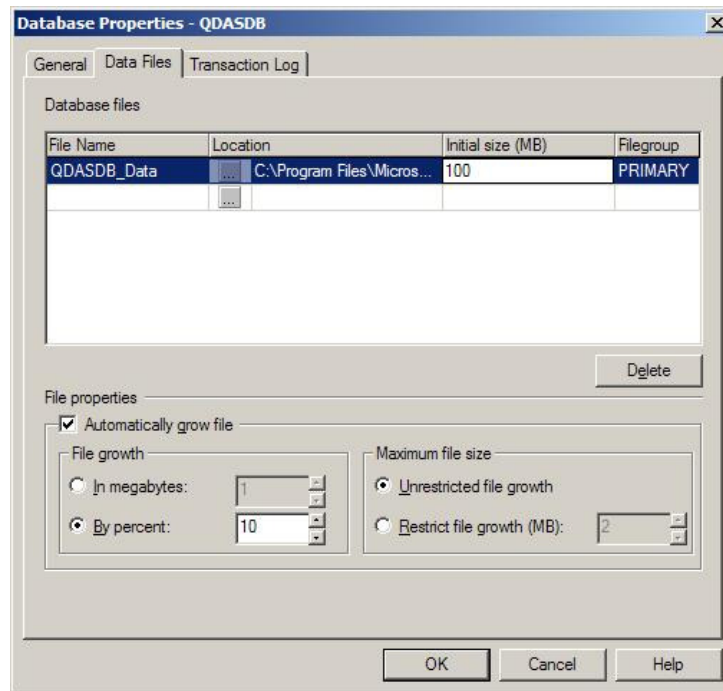 Database Properties - QDASDB
General Data Files Transaction Log
Database files
File Name Location Initial size (MB) Filegroup
QDASDB_Data ... C:\Program Files\Micros... 100 PRIMARY
...
Delete
File properties
Automatically grow file
File growth Maximum file size
In megabytes: 1 Unrestricted file growth
By percent: 10 Restrict file growth (MB): 2
OK Cancel Help